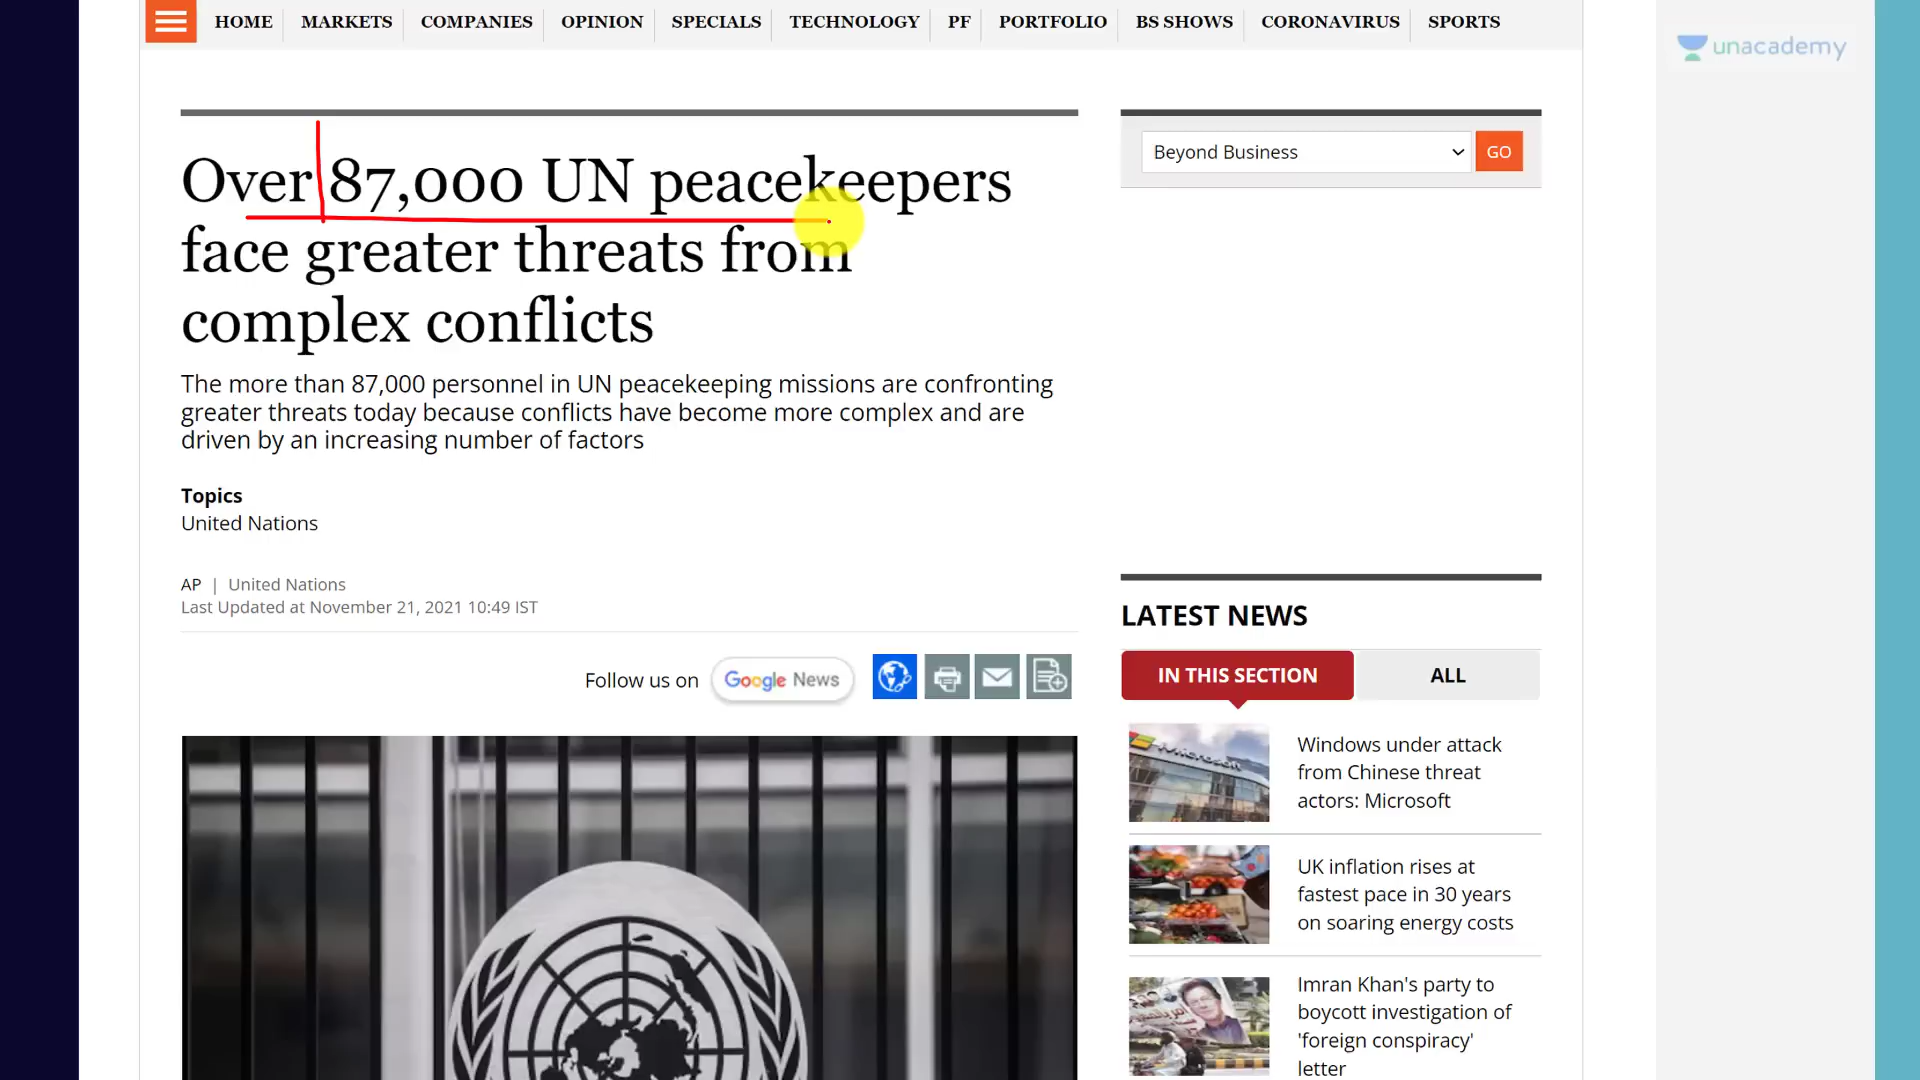 HOME MARKETS COMPANIES OPINION SPECIALS TECHNOLOGY PF PORTFOLIO BS SHOWS CORONAVIRUS SPORTS
unacademy
Over 87,000 UN peacekeepers
face greater threats from
complex conflicts
The more than 87,000 personnel in UN peacekeeping missions are confronting
greater threats today because conflicts have become more complex and are
driven by an increasing number of factors
Topics
United Nations
AP | United Nations
Last Updated at November 21, 2021 10:49 IST
Follow us on Google News
Beyond Business GO
LATEST NEWS
IN THIS SECTION ALL
Microsoft
Windows under attack
from Chinese threat
actors: Microsoft
UK inflation rises at
fastest pace in 30 years
on soaring energy costs
Imran Khan's party to
boycott investigation of
'foreign conspiracy'
letter